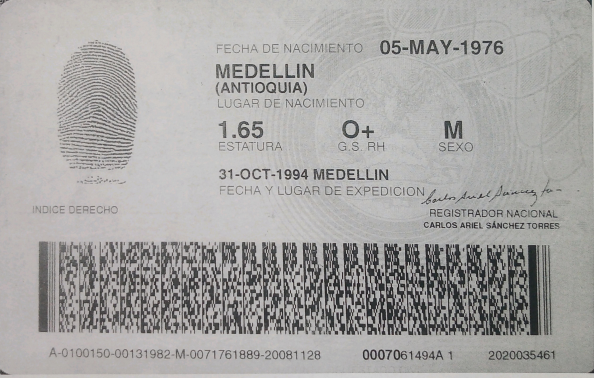 FECHA DE NACIMIENTO 05-MAY-1976
MEDELLIN
(ANTIOQUIA)
LUGAR DE NACIMIENTO
1.65 O+ M
ESTATURA G.S. RH SEXO
31-OCT-1994 MEDELLIN
FECHA Y LUGAR DE EXPEDICION
INDICE DERECHO
REGISTRADOR NACIONAL
CARLOS ARIEL SÁNCHEZ TORRES
A-0100150-00131982-M-0071761889-20081128 0007061494A 1 2020035461